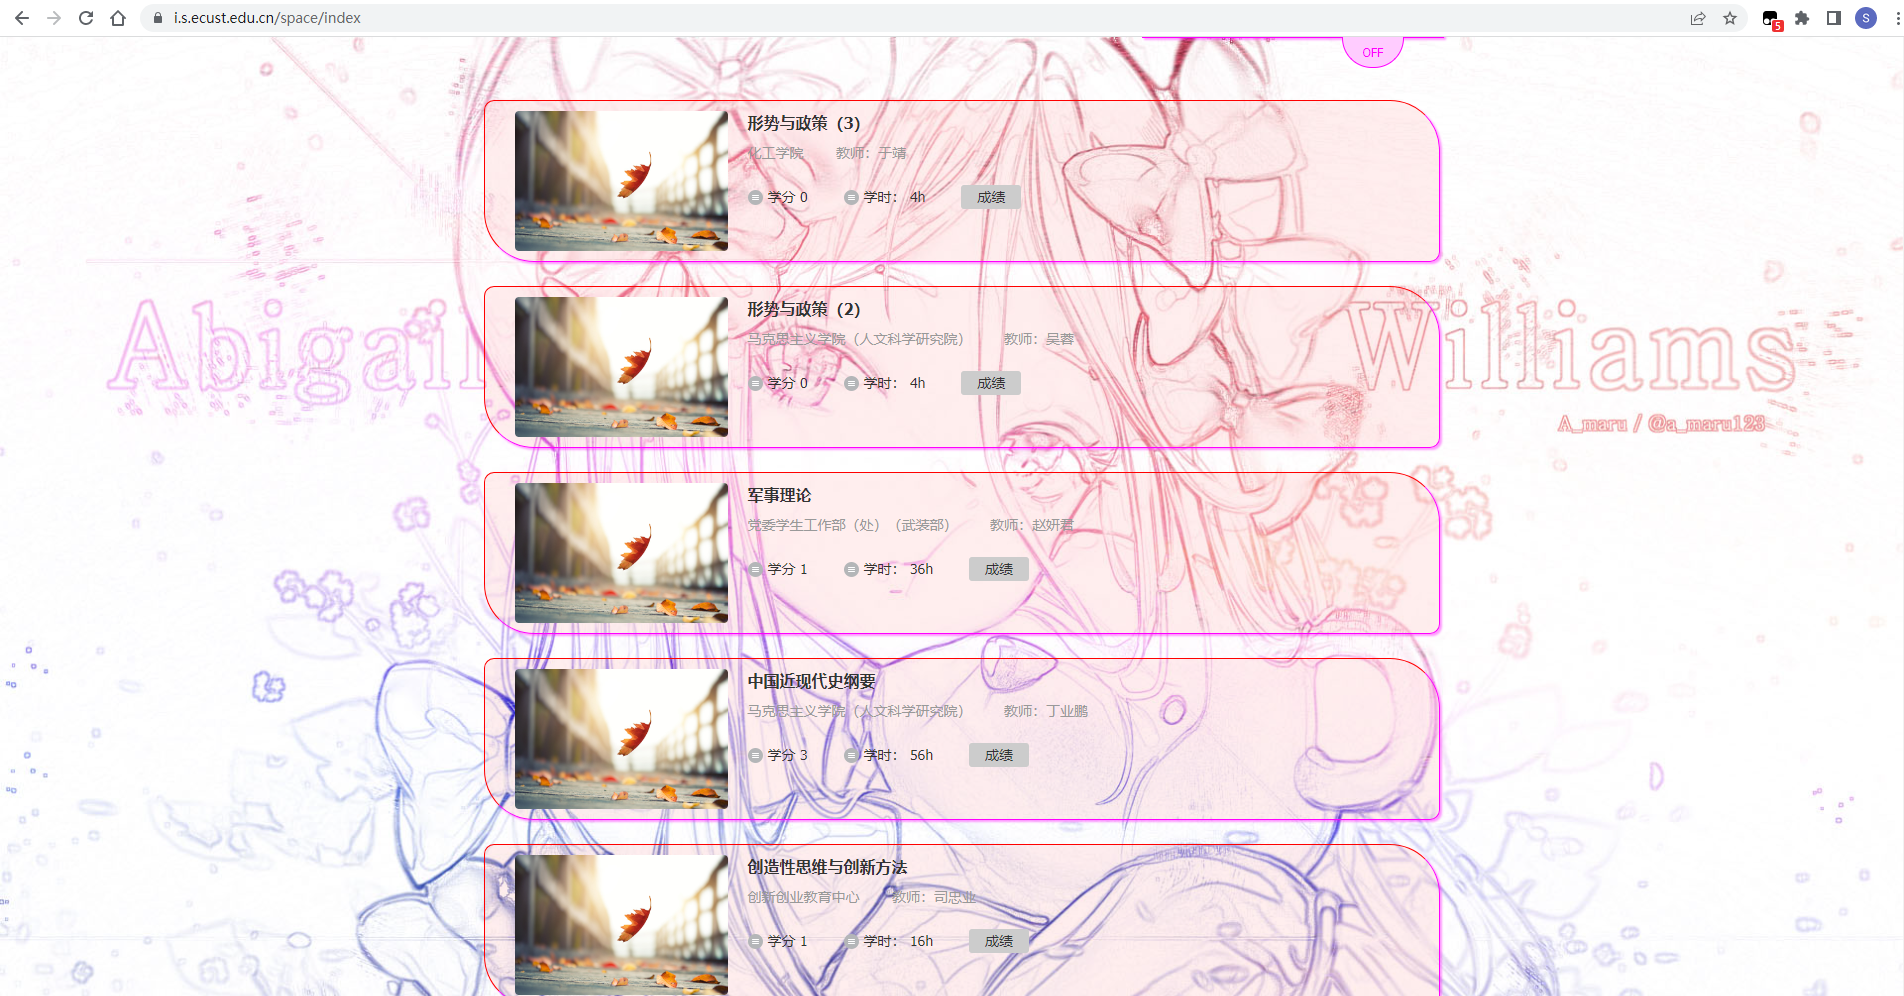 i.s.ecust.edu.cn/space/index
5
S
OFF
形势与政策（3）
化工学院 教师：于靖
学分 0 学时： 4h 成绩
Abigail
Williams
A_maru / @a_maru123
形势与政策（2）
马克思主义学院（人文科学研究院） 教师：吴蓉
学分 0 学时： 4h 成绩
军事理论
党委学生工作部（处）（武装部） 教师：赵妍君
学分 1 学时： 36h 成绩
中国近现代史纲要
马克思主义学院（人文科学研究院） 教师：丁业鹏
学分 3 学时： 56h 成绩
创造性思维与创新方法
创新创业教育中心 教师：司忠业
学分 1 学时： 16h 成绩